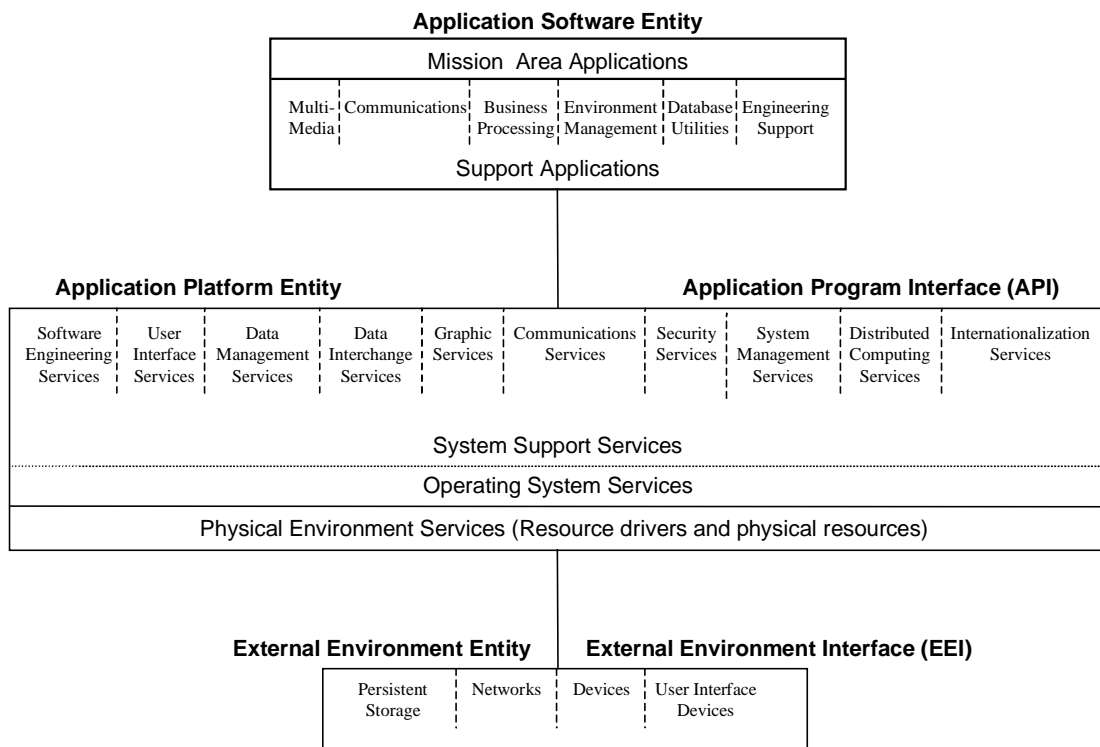 Application Software Entity
Mission Area Applications
Multi-
Media
Communications
Business
Processing
Environment
Management
Database
Utilities
Engineering
Support
Support Applications
Application Platform Entity
Application Program Interface (API)
Software
Engineering
Services
User
Interface
Services
Data
Management
Services
Data
Interchange
Services
Graphic
Services
Communications
Services
Security
Services
System
Management
Services
Distributed
Computing
Services
Internationalization
Services
System Support Services
Operating System Services
Physical Environment Services (Resource drivers and physical resources)
External Environment Entity
External Environment Interface (EEI)
Persistent
Storage
Networks
Devices
User Interface
Devices